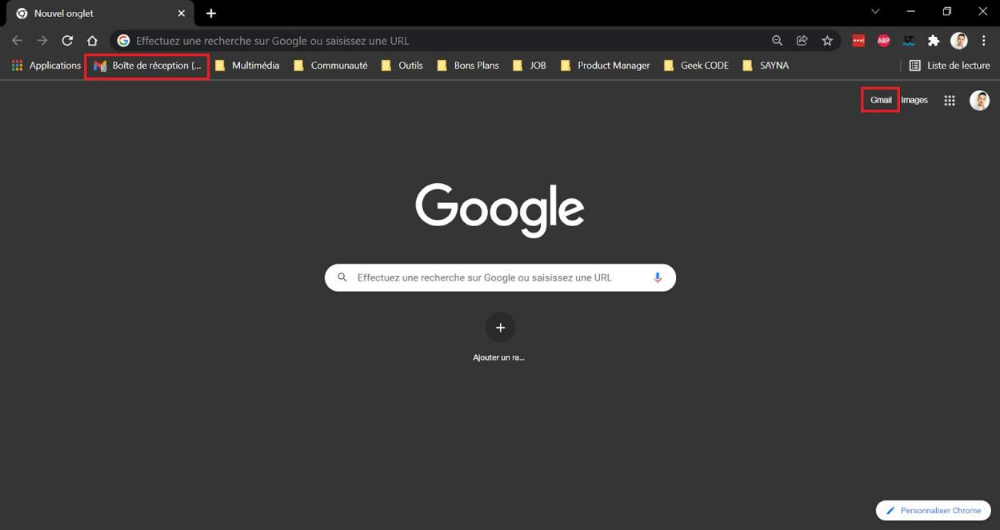 Nouvel onglet
Effectuez une recherche sur Google ou saisissez une URL
ABP
LT
Applications
3
Boîte de réception (...
Multimédia
Communauté
Outils
Bons Plans
JOB
Product Manager
Geek CODE
SAYNA
Liste de lecture
Gmail
Images
Google
Effectuez une recherche sur Google ou saisissez une URL
Ajouter un ra...
Personnaliser Chrome